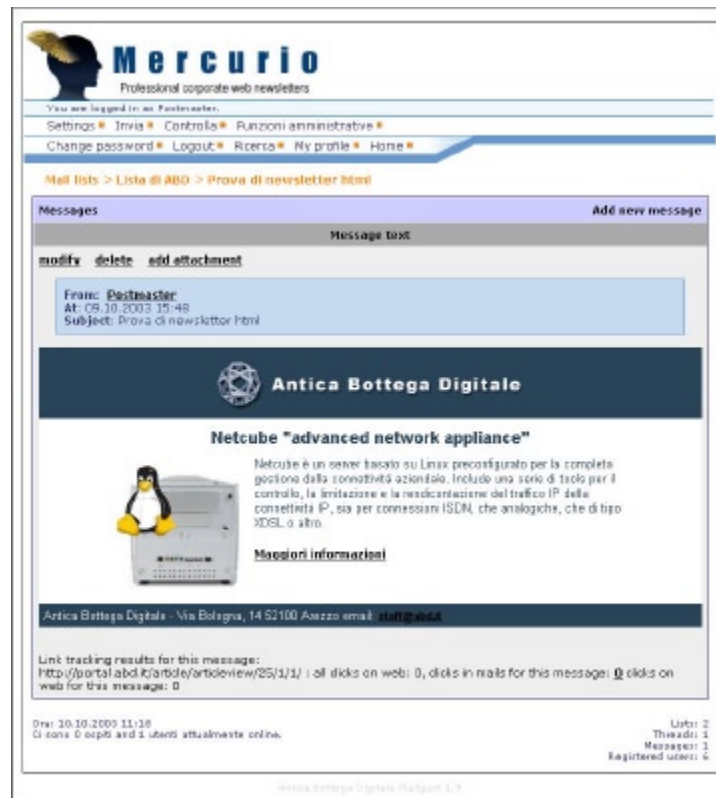 Mercurio
Professional corporate web newsletters
You are logged in as Postmaster.
Settings Invia Controlla Funzioni amministrative
Change password Logout Ricerca My profile Home
Mail lists > Lista di ABD > Prova di newsletter html
Messages Add new message
Message text
modify delete add attachment
From: Postmaster
At: 09.10.2003 15:48
Subject: Prova di newsletter html
Antica Bottega Digitale
Netcube "advanced network appliance"
Netcube è un server basato su Linux preconfigurato per la completa
gestione della connettività aziendale. Include una serie di tools per il
controllo, la limitazione e la rendicontazione del traffico IP della
connettività IP, sia per connessioni ISDN, che analogiche, che di tipo
XDSL o altro.
Maggiori informazioni
Antica Bottega Digitale - Via Bologna, 14 52100 Arezzo email: staff@abd.it
Link tracking results for this message:
http://portal.abd.it/article/articleview/25/1/1/ : all clicks on web: 0, clicks in mails for this message: 0 clicks on
web for this message: 0
Ora: 10.10.2003 11:18
Ci sono 0 ospiti and 1 utenti attualmente online.
Lists: 2
Threads: 1
Messages: 1
Registered users: 6